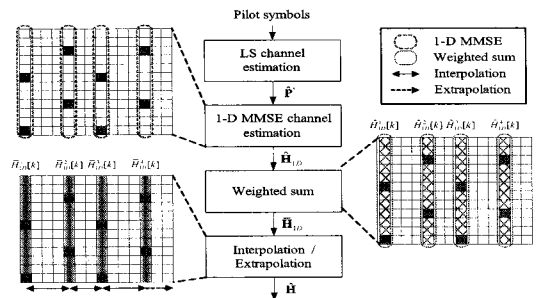 Pilot symbols
LS channel
estimation
P̂
1-D MMSE channel
estimation
Ĥ1D
Weighted sum
H̄1D
Interpolation /
Extrapolation
Ĥ
1-D MMSE
Weighted sum
Interpolation
Extrapolation